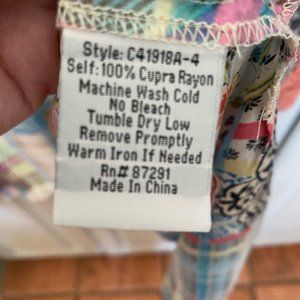 Style: C41918A-4
Self: 100% Cupra Rayon
Machine Wash Cold
No Bleach
Tumble Dry Low
Remove Promptly
Warm Iron If Needed
Rn# 87291
Made In China